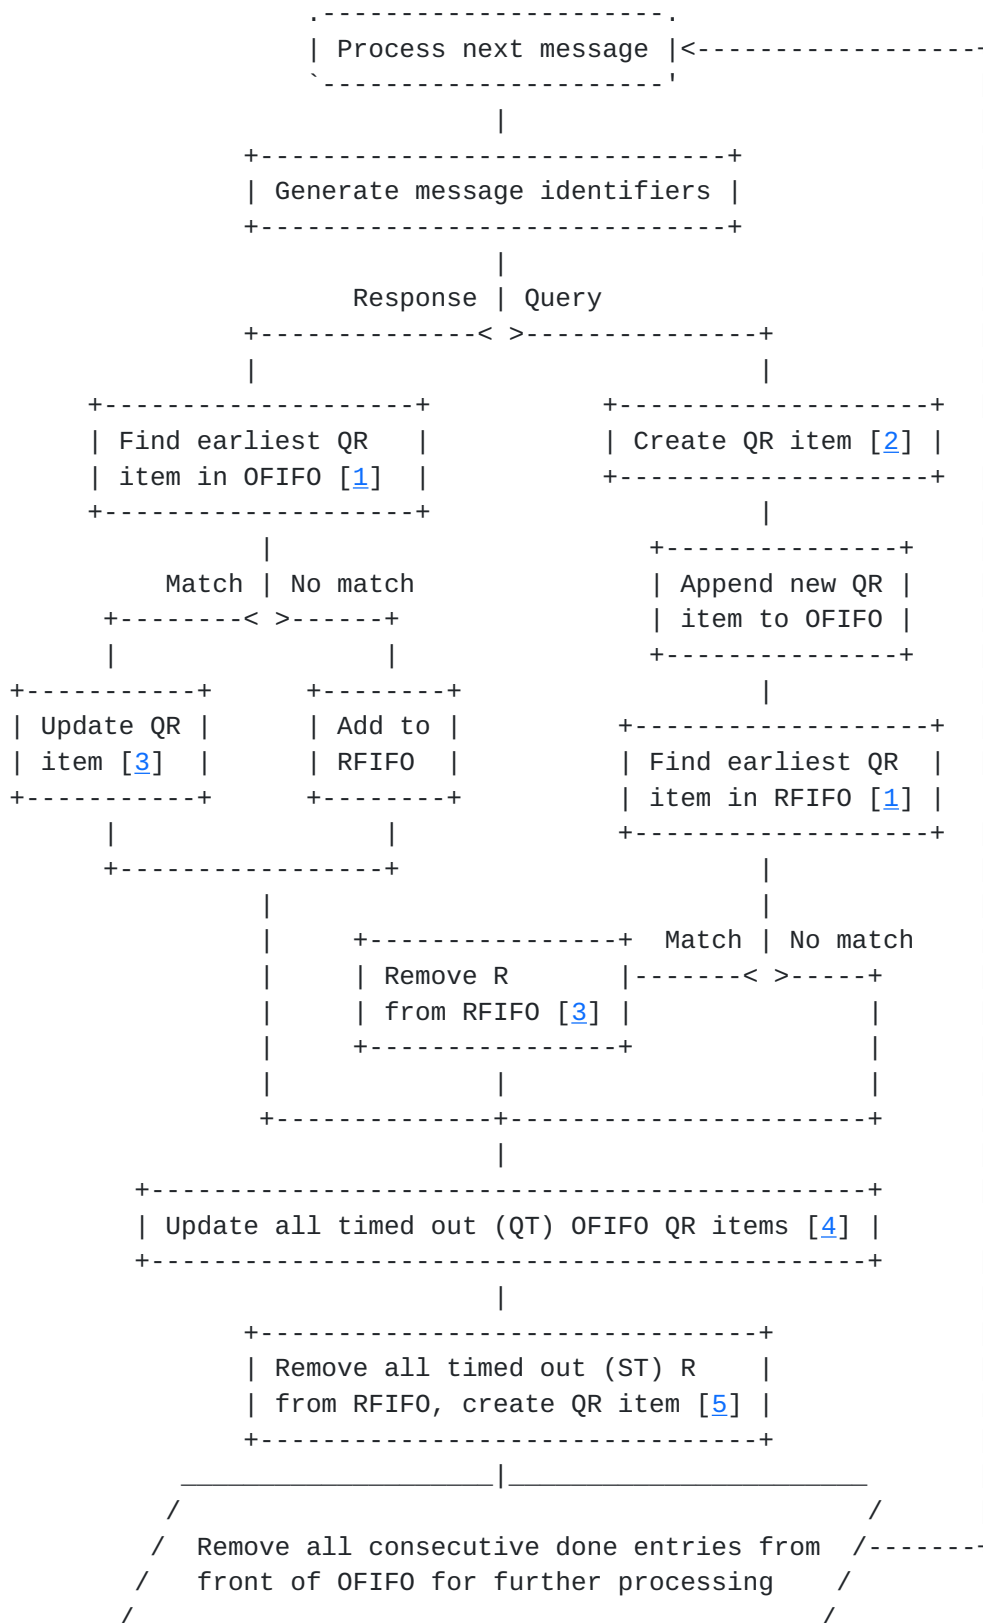 Process next message
Generate message identifiers
Response | Query
Find earliest QR
item in OFIFO [1]
Create QR item [2]
Match | No match
Append new QR
item to OFIFO
Update QR
item [3]
Add to
RFIFO
Find earliest QR
item in RFIFO [1]
Match | No match
Remove R
from RFIFO [3]
Update all timed out (QT) OFIFO QR items [4]
Remove all timed out (ST) R
from RFIFO, create QR item [5]
Remove all consecutive done entries from
front of OFIFO for further processing